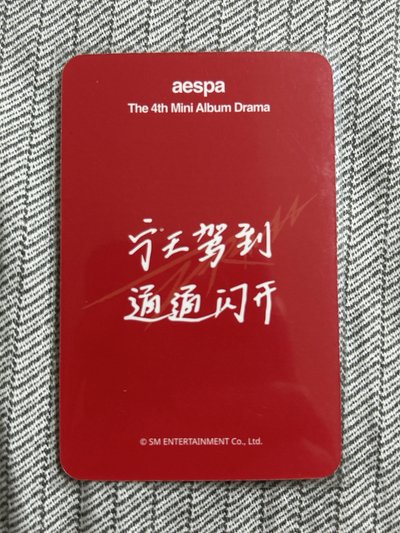 aespa
The 4th Mini Album Drama
宁王驾到
通通闪开
© SM ENTERTAINMENT Co., Ltd.